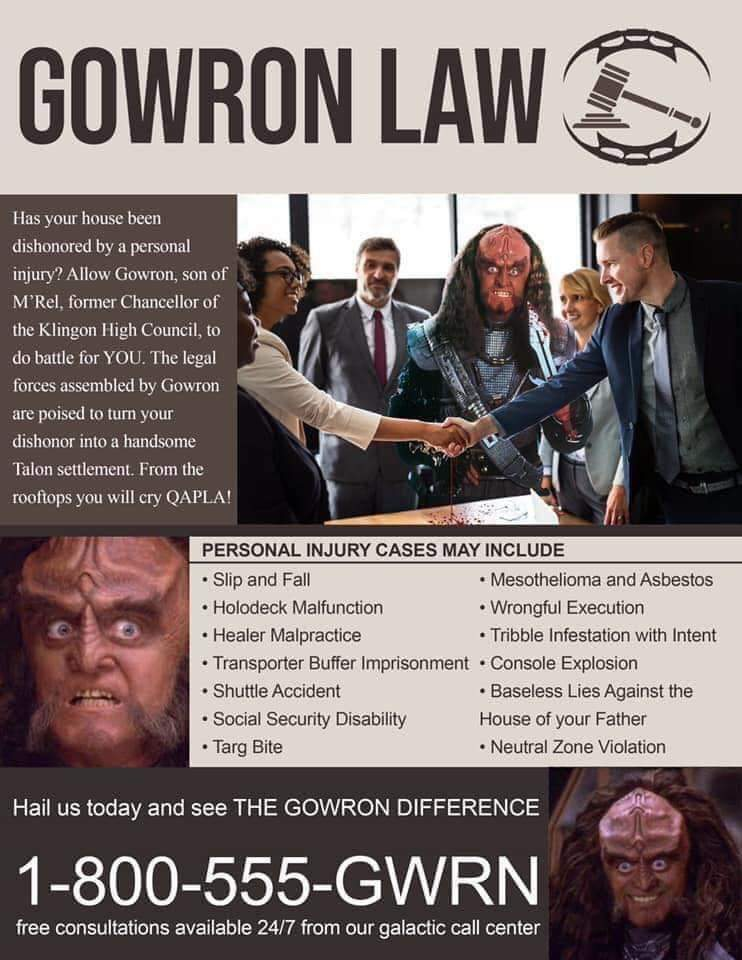 GOWRON LAW
Has your house been
dishonored by a personal
injury? Allow Gowron, son of
M’Rel, former Chancellor of
the Klingon High Council, to
do battle for YOU. The legal
forces assembled by Gowron
are poised to turn your
dishonor into a handsome
Talon settlement. From the
rooftops you will cry QAPLA!
PERSONAL INJURY CASES MAY INCLUDE
• Slip and Fall
• Holodeck Malfunction
• Healer Malpractice
• Transporter Buffer Imprisonment
• Shuttle Accident
• Social Security Disability
• Targ Bite
• Mesothelioma and Asbestos
• Wrongful Execution
• Tribble Infestation with Intent
• Console Explosion
• Baseless Lies Against the
House of your Father
• Neutral Zone Violation
Hail us today and see THE GOWRON DIFFERENCE
1-800-555-GWRN
free consultations available 24/7 from our galactic call center